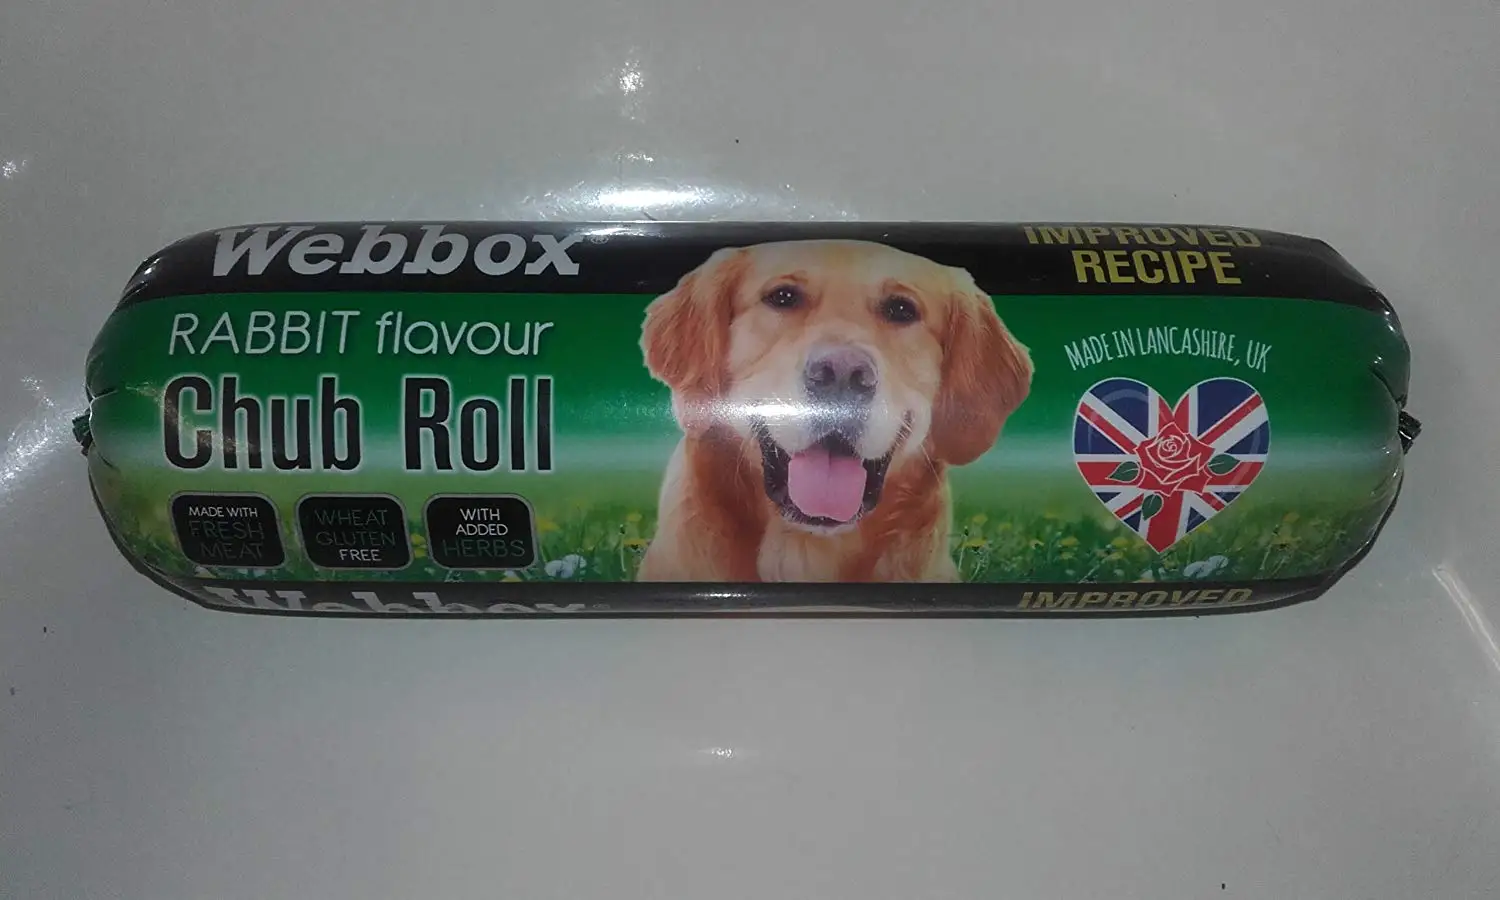 Webbox®
RABBIT flavour
Chub Roll
MADE WITH
FRESH
MEAT
WHEAT
GLUTEN
FREE
WITH
ADDED
HERBS
IMPROVED
RECIPE
MADE IN LANCASHIRE, UK
Webbox
IMPROVED